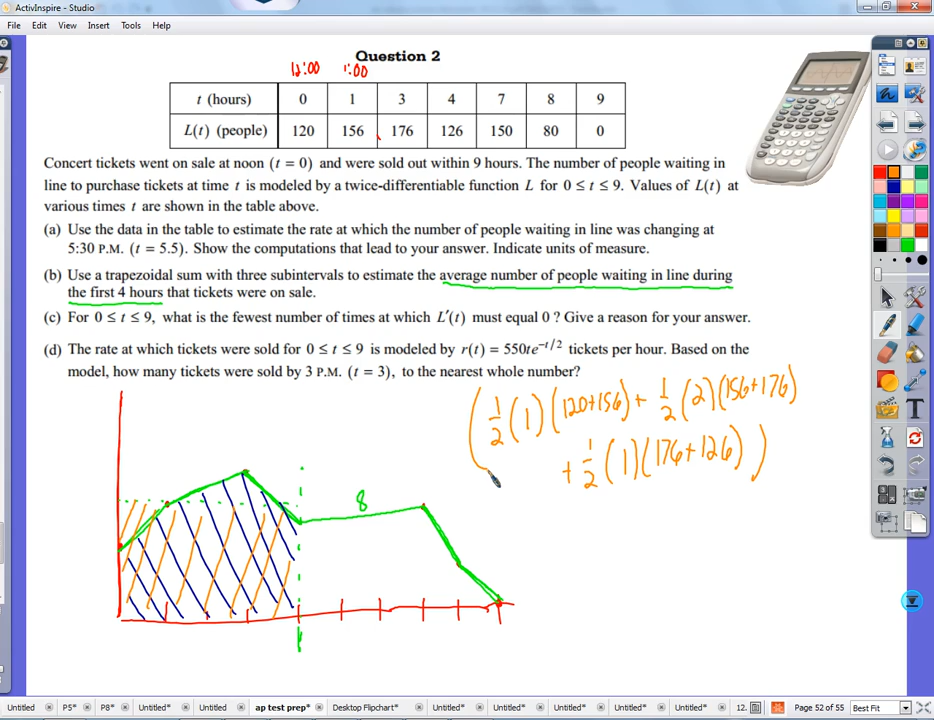 ActivInspire - Studio
File Edit View Insert Tools Help
Question 2
12:00 1:00
t (hours) 0 1 3 4 7 8 9
L(t) (people) 120 156 176 126 150 80 0
Concert tickets went on sale at noon (t = 0) and were sold out within 9 hours. The number of people waiting in
line to purchase tickets at time t is modeled by a twice-differentiable function L for 0 ≤ t ≤ 9. Values of L(t) at
various times t are shown in the table above.
(a) Use the data in the table to estimate the rate at which the number of people waiting in line was changing at
5:30 P.M. (t = 5.5). Show the computations that lead to your answer. Indicate units of measure.
(b) Use a trapezoidal sum with three subintervals to estimate the average number of people waiting in line during
the first 4 hours that tickets were on sale.
(c) For 0 ≤ t ≤ 9, what is the fewest number of times at which L′(t) must equal 0 ? Give a reason for your answer.
(d) The rate at which tickets were sold for 0 ≤ t ≤ 9 is modeled by r(t) = 550te^(−t/2) tickets per hour. Based on the
model, how many tickets were sold by 3 P.M. (t = 3), to the nearest whole number?
( 1/2 (1)(120+156) + 1/2 (2)(156+176)
+ 1/2 (1)(176+126) )
8
Untitled P5* P8* Untitled* Untitled ap test prep* Desktop Flipchart* Untitled* Untitled* Untitled* Untitled* Untitled* 12. Page 52 of 55 Best Fit